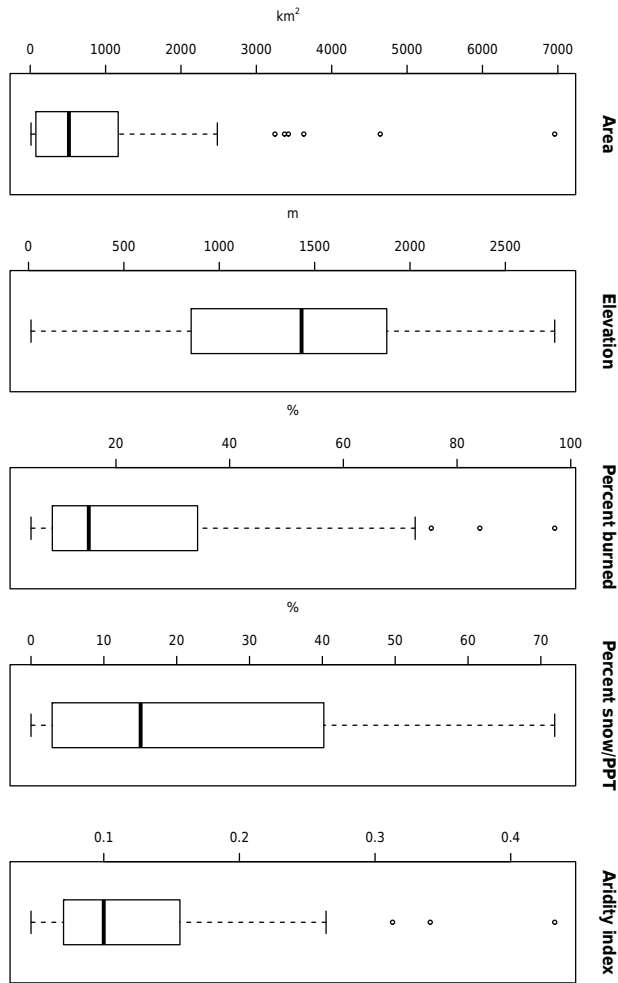 km²
0 1000 2000 3000 4000 5000 6000 7000
Area
m
0 500 1000 1500 2000 2500
Elevation
%
20 40 60 80 100
Percent burned
%
0 10 20 30 40 50 60 70
Percent snow/PPT
0.1 0.2 0.3 0.4
Aridity index